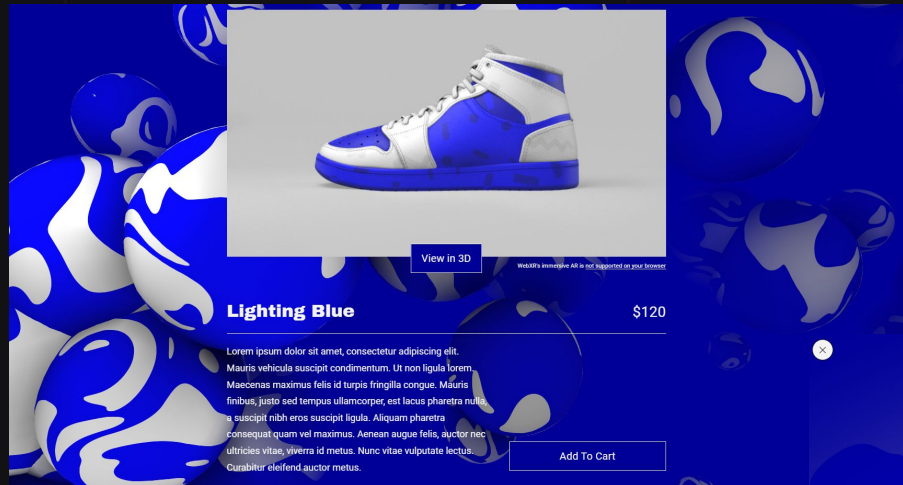 View in 3D
WebXR's immersive AR is not supported on your browser
Lighting Blue
$120
Lorem ipsum dolor sit amet, consectetur adipiscing elit.
Mauris vehicula suscipit condimentum. Ut non ligula lorem.
Maecenas maximus felis id turpis fringilla congue. Mauris
finibus, justo sed tempus ullamcorper, est lacus pharetra nulla,
a suscipit nibh eros suscipit ligula. Aliquam pharetra
consequat quam vel maximus. Aenean augue felis, auctor nec
ultricies vitae, viverra id metus. Nunc vitae vulputate lectus.
Curabitur eleifend auctor metus.
Add To Cart